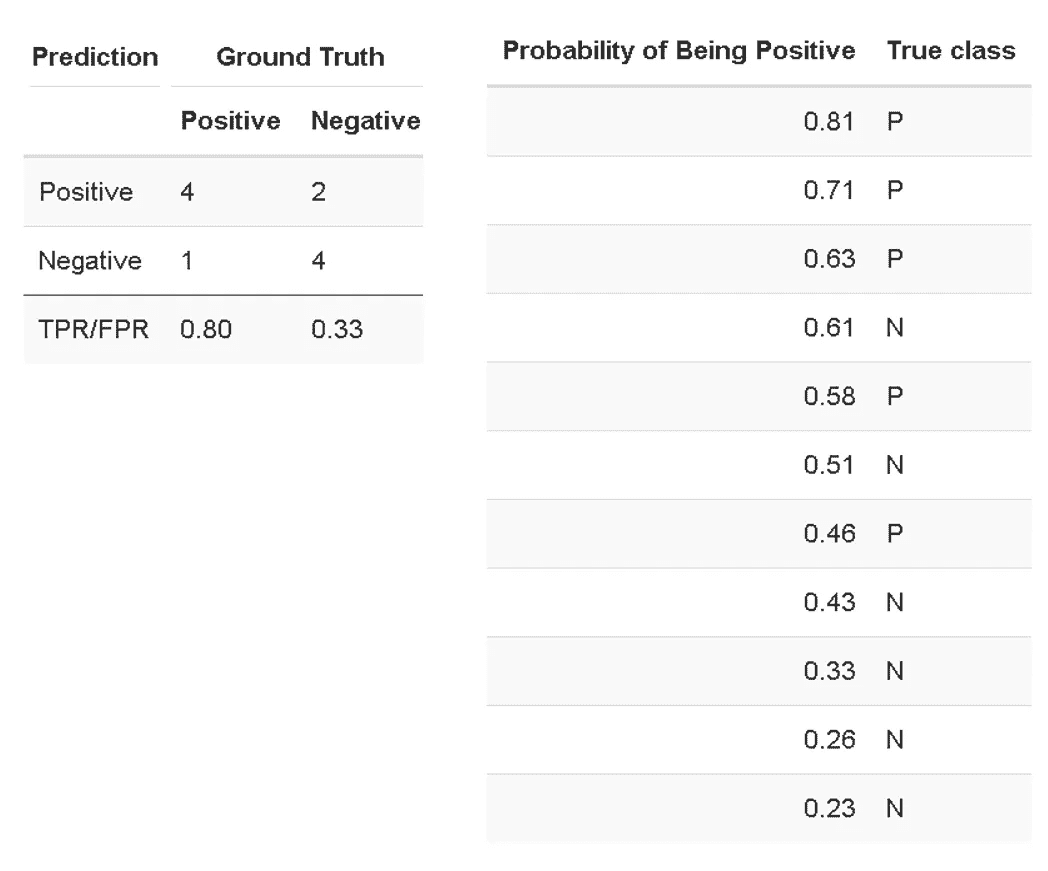 Prediction Ground Truth
Positive Negative
Positive 4 2
Negative 1 4
TPR/FPR 0.80 0.33
Probability of Being Positive True class
0.81 P
0.71 P
0.63 P
0.61 N
0.58 P
0.51 N
0.46 P
0.43 N
0.33 N
0.26 N
0.23 N